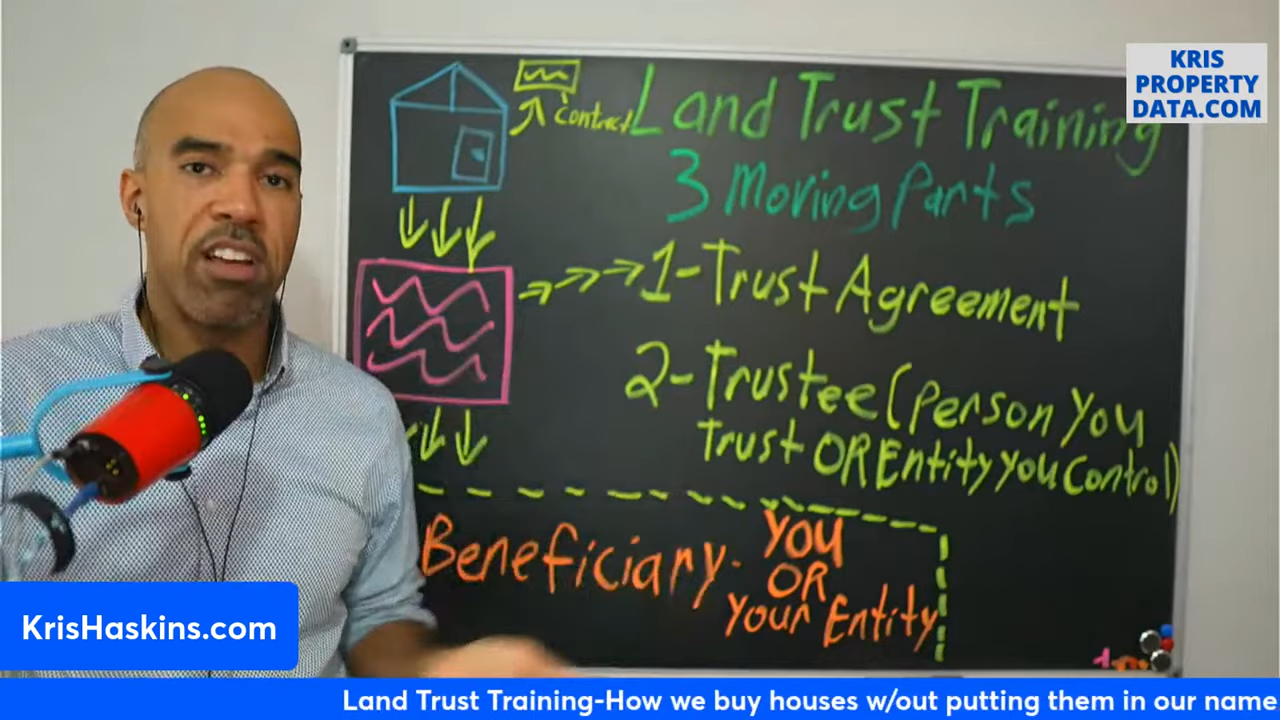 KRIS
PROPERTY
DATA.COM
contract
Land Trust Training
3 Moving Parts
1-Trust Agreement
2-Trustee (Person You
Trust OR Entity You Control)
Beneficiary-
You
OR
Your Entity
KrisHaskins.com
Land Trust Training-How we buy houses w/out putting them in our name